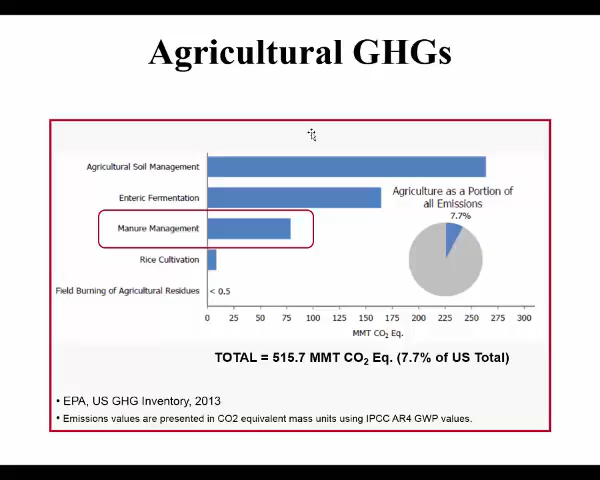 Agricultural GHGs
Agricultural Soil Management
Enteric Fermentation
Agriculture as a Portion of
all Emissions
7.7%
Manure Management
Rice Cultivation
Field Burning of Agricultural Residues
< 0.5
0 25 50 75 100 125 150 175 200 225 250 275 300
MMT CO₂ Eq.
TOTAL = 515.7 MMT CO₂ Eq. (7.7% of US Total)
• EPA, US GHG Inventory, 2013
• Emissions values are presented in CO2 equivalent mass units using IPCC AR4 GWP values.